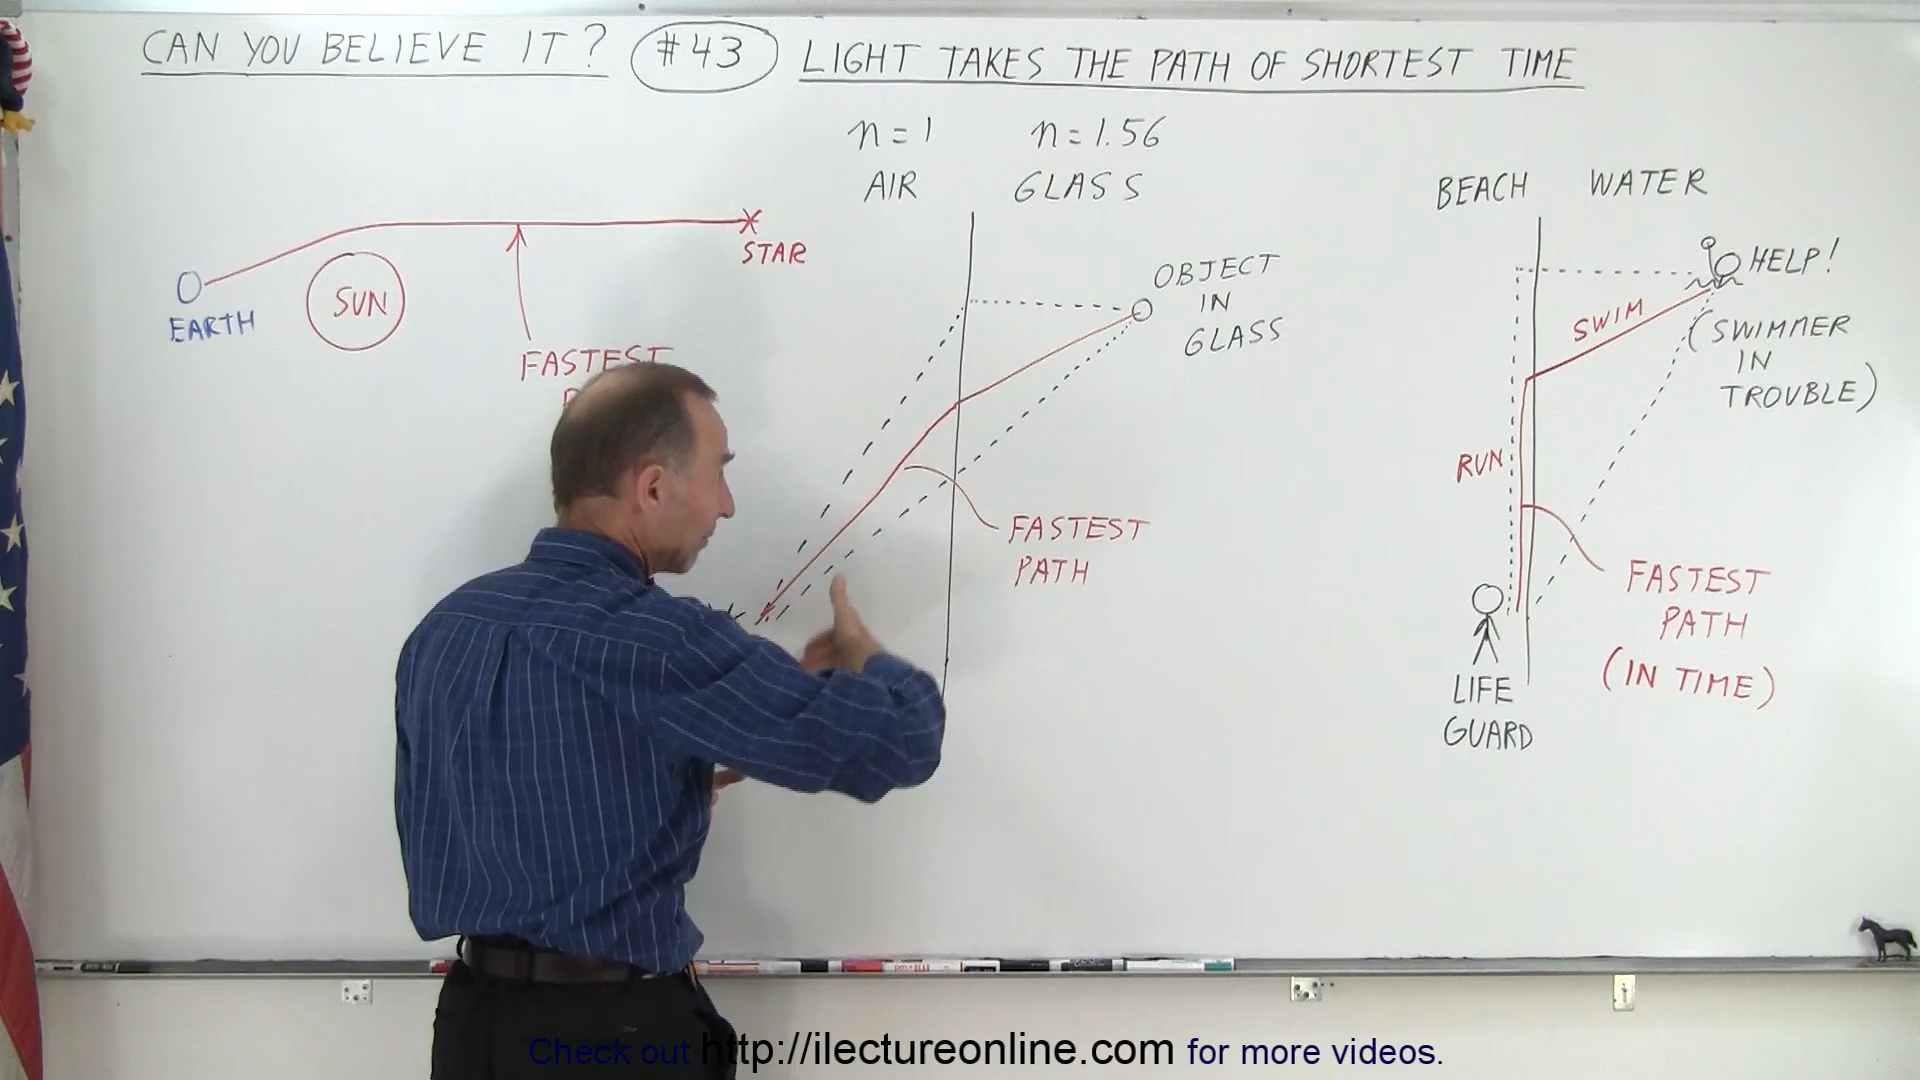 CAN YOU BELIEVE IT? #43 LIGHT TAKES THE PATH OF SHORTEST TIME
n=1 n=1.56
AIR GLASS
BEACH WATER
STAR
SUN
EARTH
FASTEST
OBJECT
IN
GLASS
FASTEST
PATH
HELP!
SWIM
(SWIMMER
IN
TROUBLE)
RUN
FASTEST
PATH
(IN TIME)
LIFE
GUARD
Check out http://ilectureonline.com for more videos.